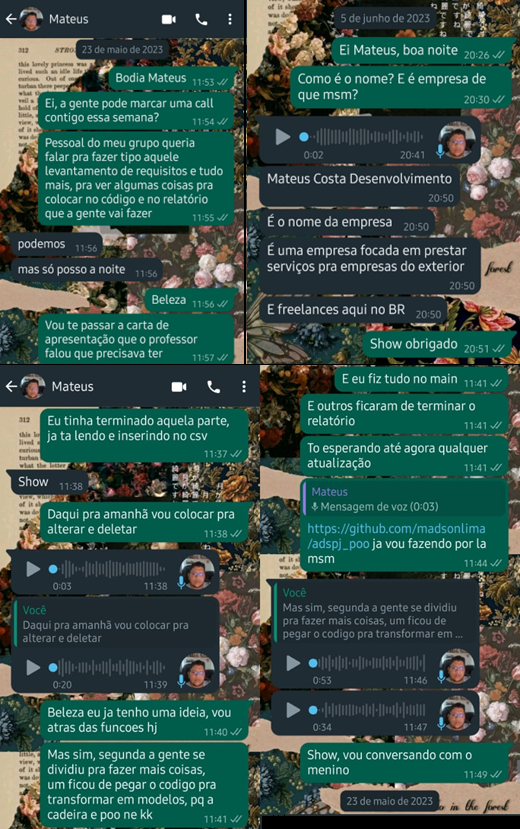 Mateus
23 de maio de 2023
Bodia Mateus
11:53
Ei, a gente pode marcar uma call
contigo essa semana?
11:54
Pessoal do meu grupo queria
falar pra fazer tipo aquele
levantamento de requisitos e tudo
mais, pra ver algumas coisas pra
colocar no código e no relatório
que a gente vai fazer
11:55
podemos
11:56
mas só posso a noite
11:56
Beleza
11:56
Vou te passar a carta de
apresentação que o professor
falou que precisava ter
11:57
5 de junho de 2023
Ei Mateus, boa noite
20:26
Como é o nome? E é empresa de
que msm?
20:30
0:02
20:41
Mateus Costa Desenvolvimento
20:50
É o nome da empresa
20:50
É uma empresa focada em prestar
serviços pra empresas do exterior
20:50
E freelances aqui no BR
20:50
Show obrigado
20:51
forest
Mateus
Eu tinha terminado aquela parte,
ja ta lendo e inserindo no csv
11:37
Show
11:38
Daqui pra amanhã vou colocar pra
alterar e deletar
11:38
0:03
11:38
Você
Daqui pra amanhã vou colocar pra
alterar e deletar
0:20
11:39
Beleza eu ja tenho uma ideia, vou
atras das funcoes hj
11:40
Mas sim, segunda a gente se
dividiu pra fazer mais coisas,
um ficou de pegar o codigo pra
transformar em modelos, pq a
cadeira e poo ne kk
11:41
E eu fiz tudo no main
11:41
E outros ficaram de terminar o
relatório
11:41
To esperando até agora qualquer
atualização
11:41
Mateus
Mensagem de voz (0:03)
https://github.com/madsonlima
/adspj_poo ja vou fazendo por la
msm
11:44
Você
Mas sim, segunda a gente se dividiu
pra fazer mais coisas, um ficou de
pegar o codigo pra transformar em ...
0:53
11:46
0:34
11:47
Show, vou conversando com o
menino
11:49
23 de maio de 2023
in the forest